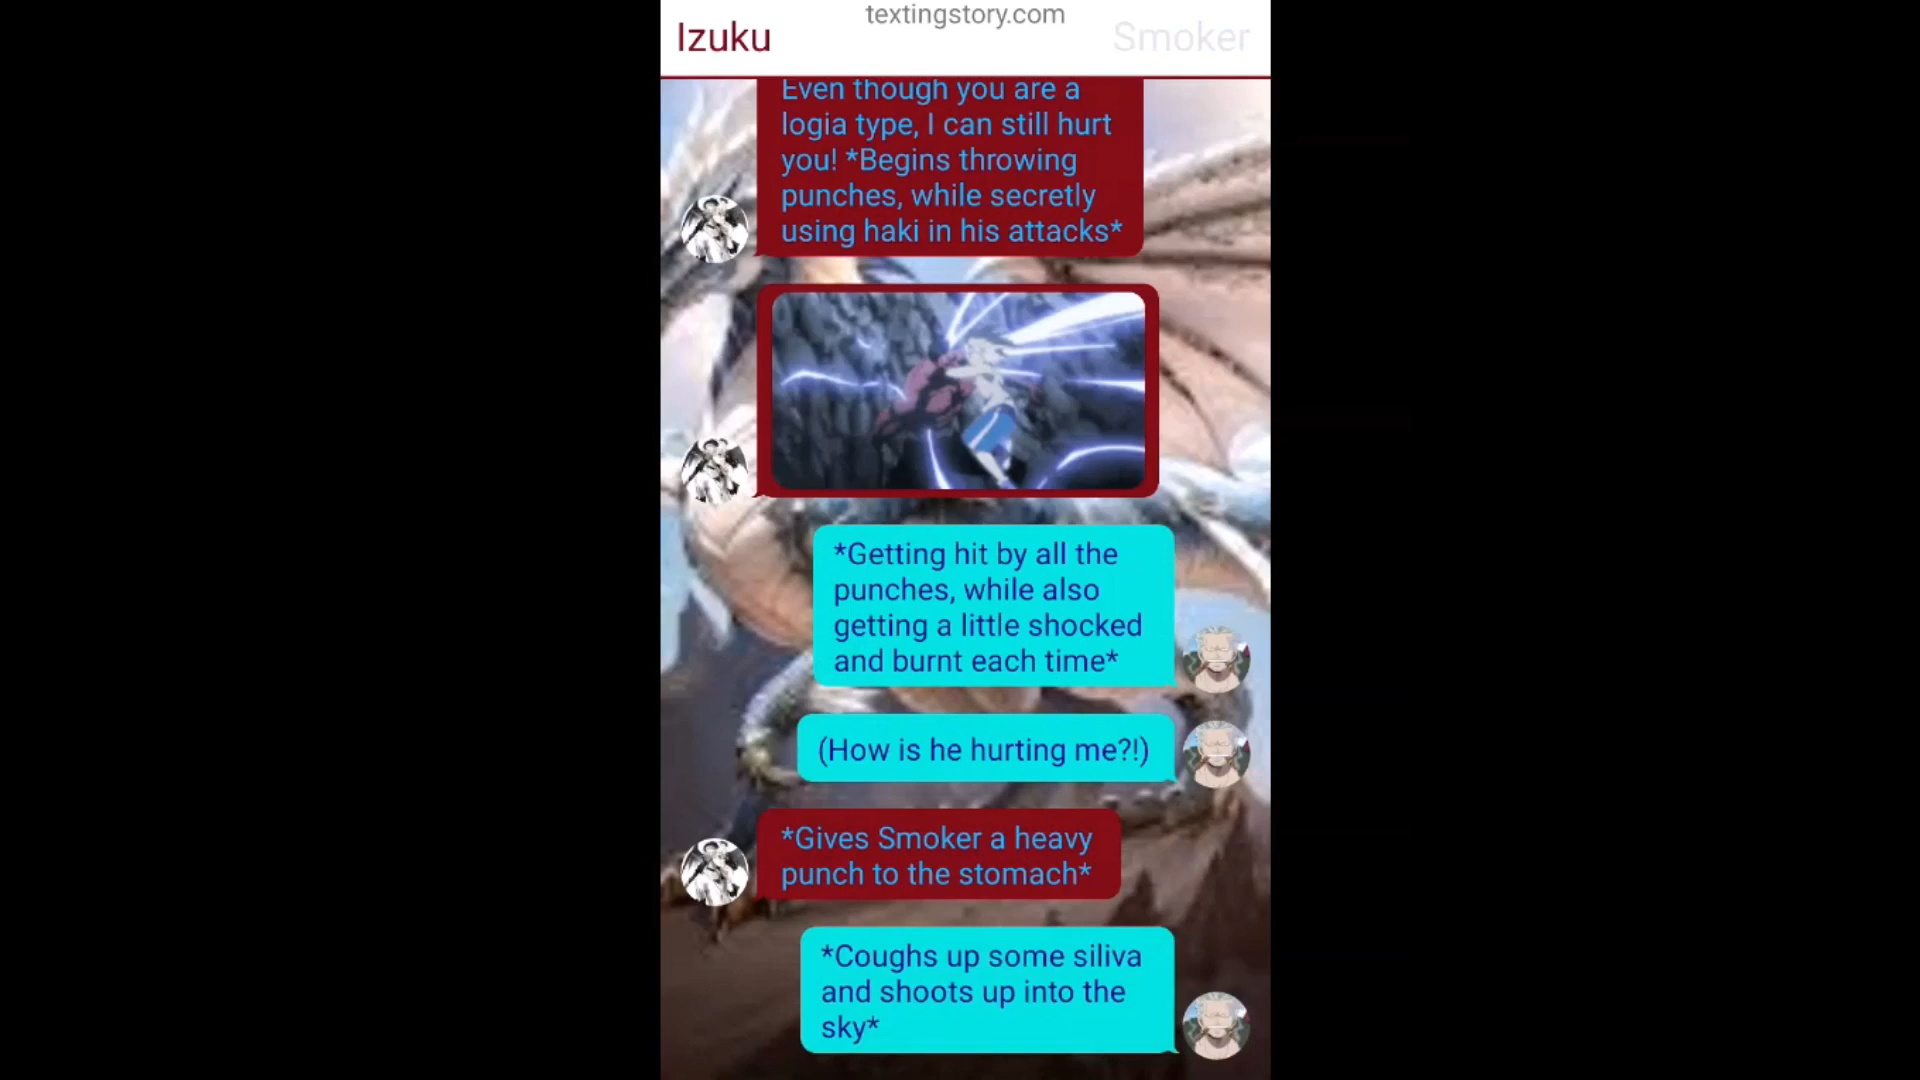 textingstory.com
Izuku
Smoker
Even though you are a
logia type, I can still hurt
you! *Begins throwing
punches, while secretly
using haki in his attacks*
*Getting hit by all the
punches, while also
getting a little shocked
and burnt each time*
(How is he hurting me?!)
*Gives Smoker a heavy
punch to the stomach*
*Coughs up some siliva
and shoots up into the
sky*